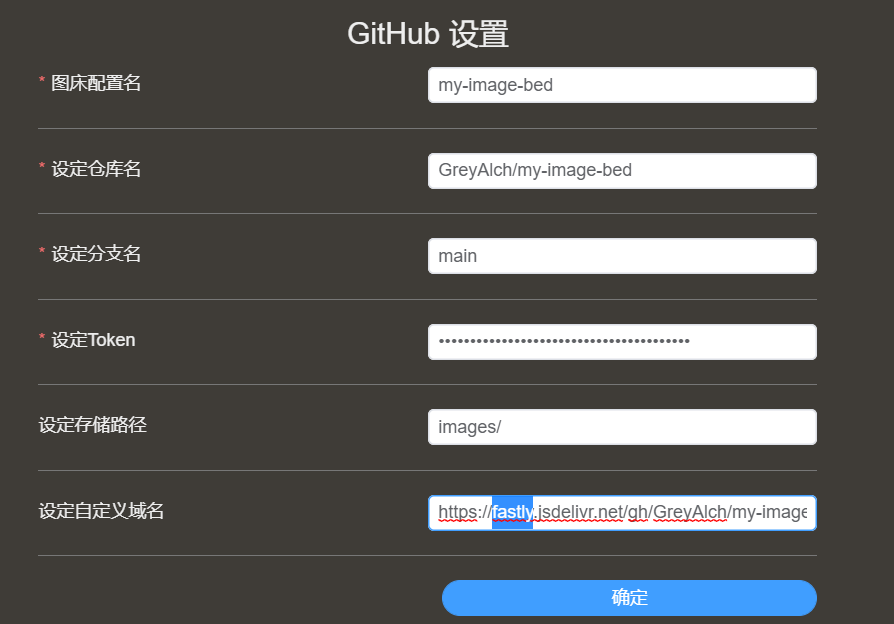 GitHub 设置
* 图床配置名
my-image-bed
* 设定仓库名
GreyAlch/my-image-bed
* 设定分支名
main
* 设定Token
••••••••••••••••••••••••••••••••••••••••
设定存储路径
images/
设定自定义域名
https://fastly.jsdelivr.net/gh/GreyAlch/my-image
确定